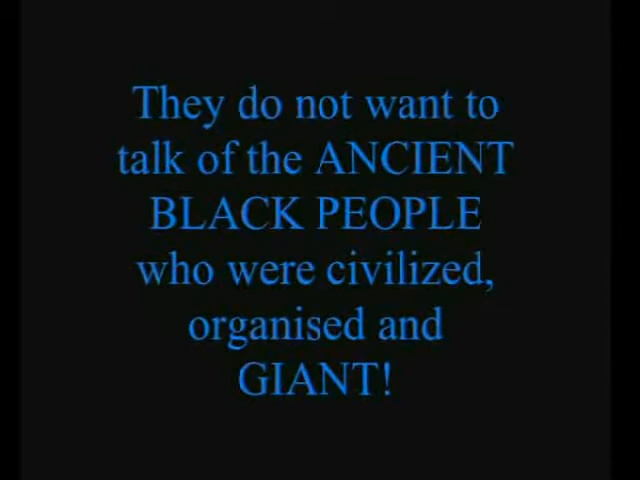 They do not want to
talk of the ANCIENT
BLACK PEOPLE
who were civilized,
organised and
GIANT!